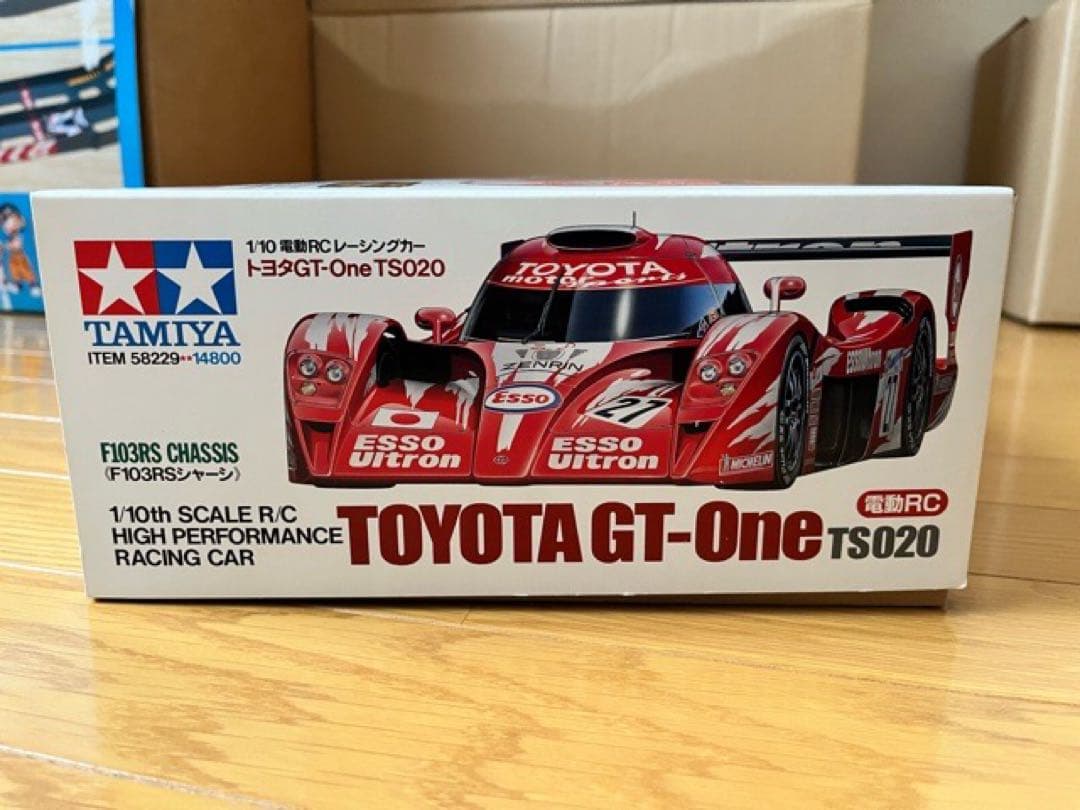 1/10 電動RCレーシングカー
トヨタGT-One TS020
TAMIYA
ITEM 58229★★14800
F103RS CHASSIS
《F103RSシャーシ》
1/10th SCALE R/C
HIGH PERFORMANCE
RACING CAR
TOYOTA GT-One TS020
電動RC
TOYOTA
motorsports
ZENRIN
Esso
27
ESSO
Ultron
ESSO
Ultron
MICHELIN
ESSO Ultron